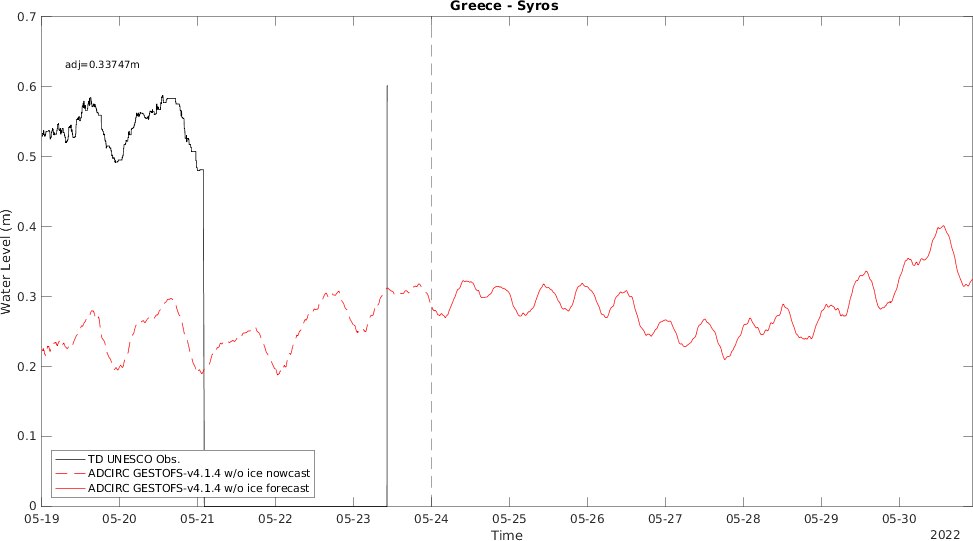 Greece - Syros
0.7
0.6
0.5
0.4
0.3
0.2
0.1
0
Water Level (m)
adj=0.33747m
TD UNESCO Obs.
ADCIRC GESTOFS-v4.1.4 w/o ice nowcast
ADCIRC GESTOFS-v4.1.4 w/o ice forecast
05-19 05-20 05-21 05-22 05-23 05-24 05-25 05-26 05-27 05-28 05-29 05-30
Time
2022